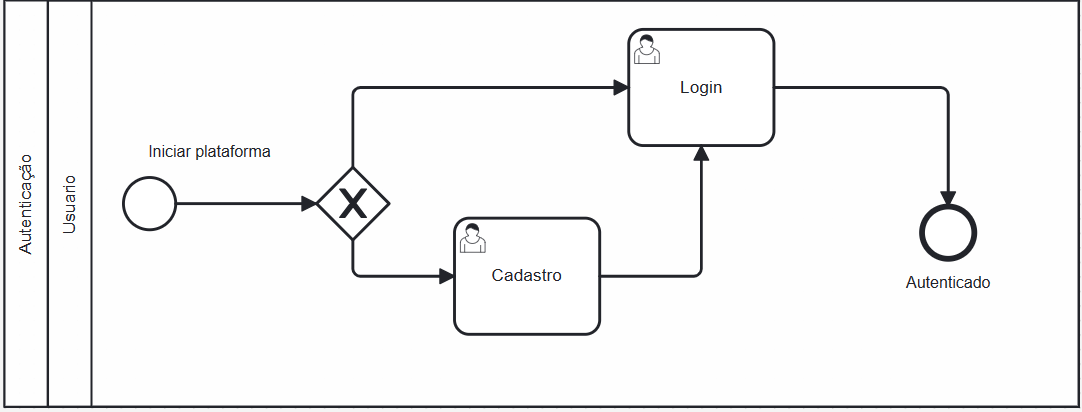 Autenticação
Usuario
Iniciar plataforma
X
Login
Cadastro
Autenticado